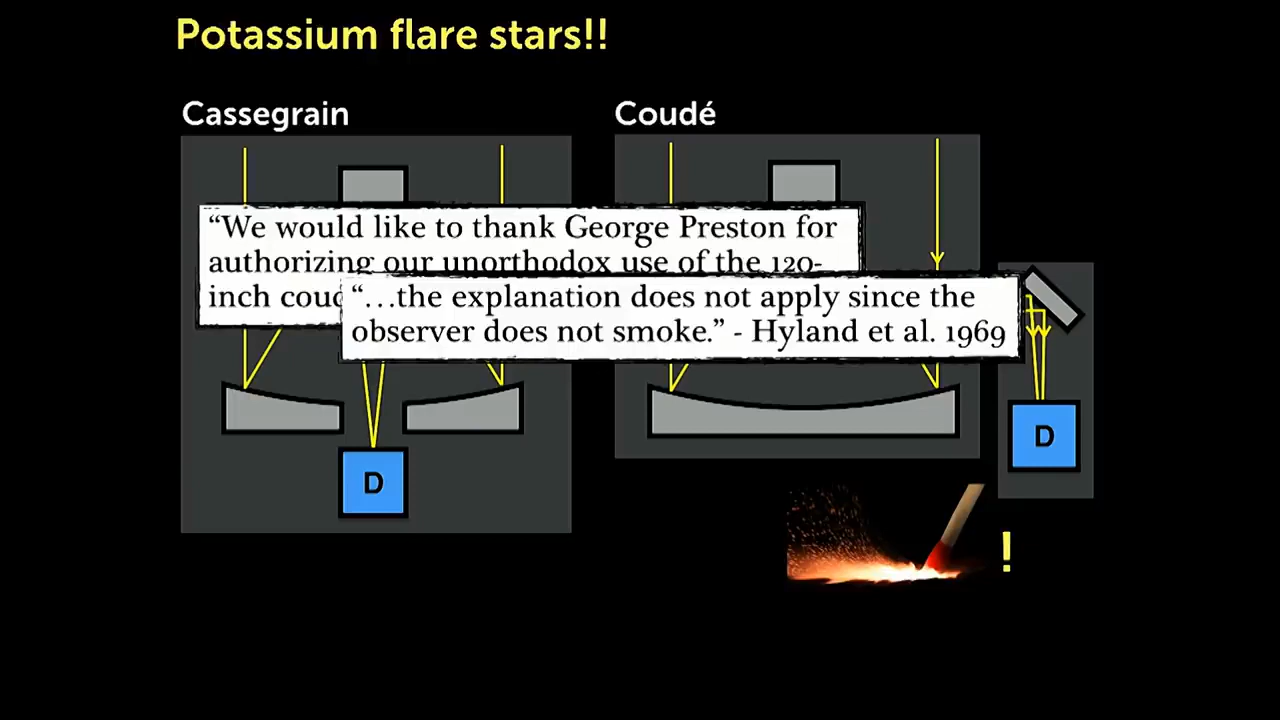 Potassium flare stars!!
Cassegrain
Coudé
“We would like to thank George Preston for
authorizing our unorthodox use of the 120-
inch
“…the explanation does not apply since the
observer does not smoke.” - Hyland et al. 1969
D
D
!